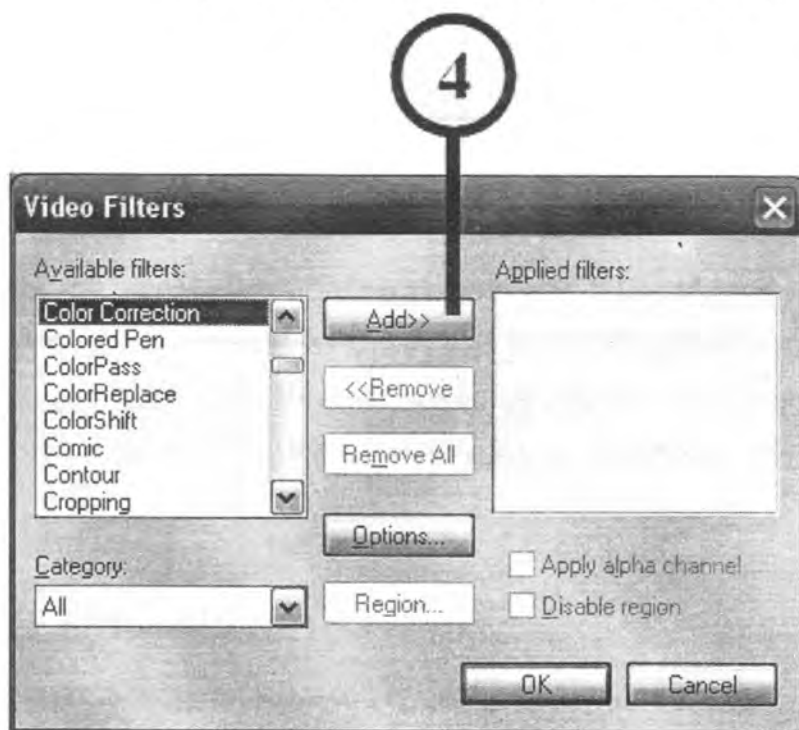 4
Video Filters
Available filters:
Applied filters:
Color Correction
Colored Pen
ColorPass
ColorReplace
ColorShift
Comic
Contour
Cropping
Add>>
<<Remove
Remove All
Options...
Region...
Category:
All
Apply alpha channel
Disable region
OK
Cancel